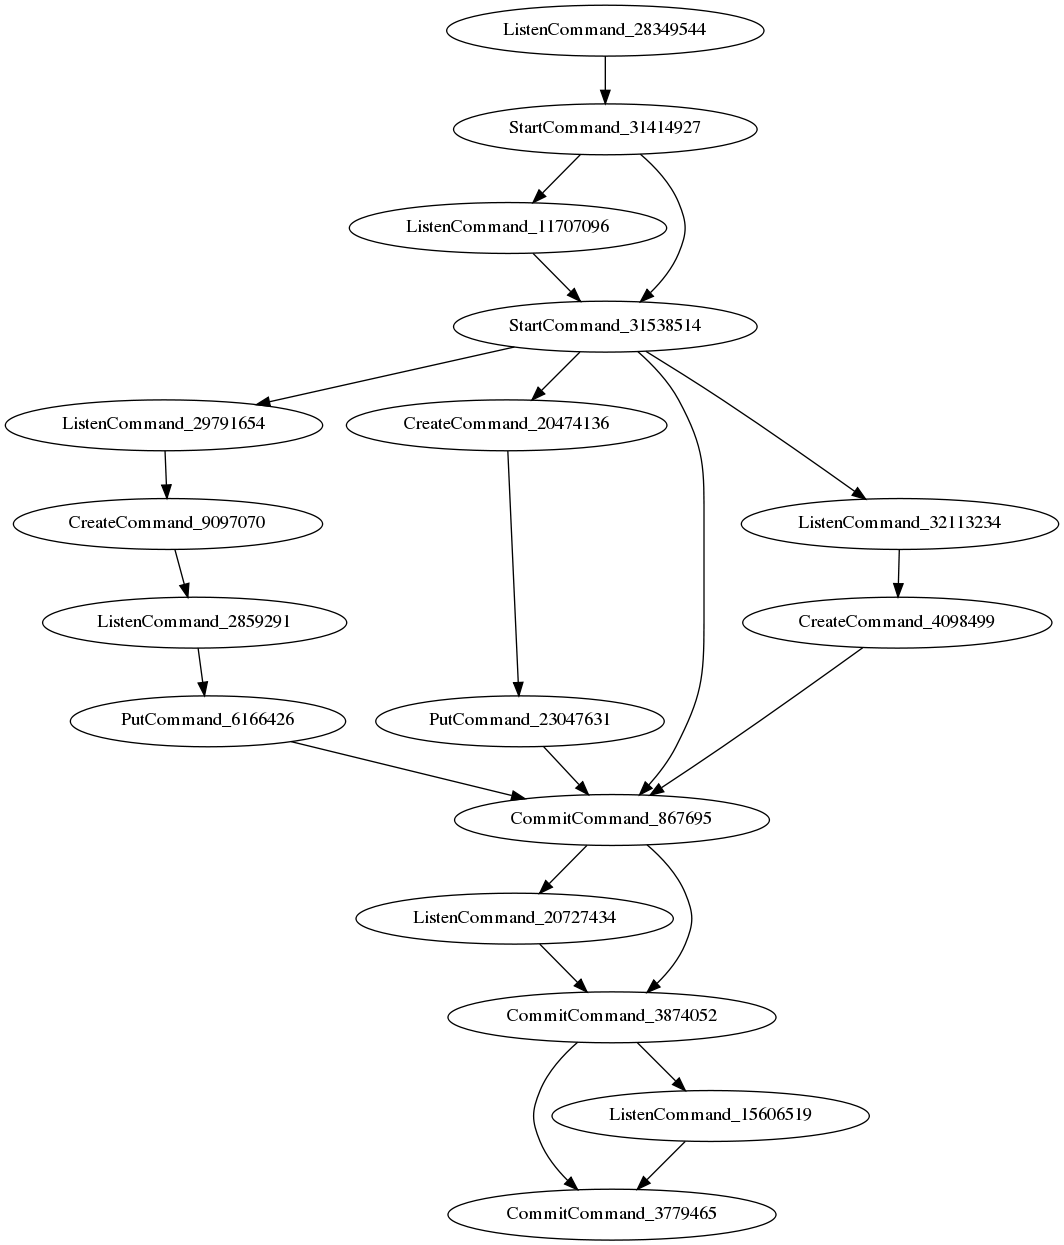 ListenCommand_28349544
StartCommand_31414927
ListenCommand_11707096
StartCommand_31538514
ListenCommand_29791654
CreateCommand_20474136
CreateCommand_9097070
ListenCommand_32113234
ListenCommand_2859291
CreateCommand_4098499
PutCommand_6166426
PutCommand_23047631
CommitCommand_867695
ListenCommand_20727434
CommitCommand_3874052
ListenCommand_15606519
CommitCommand_3779465